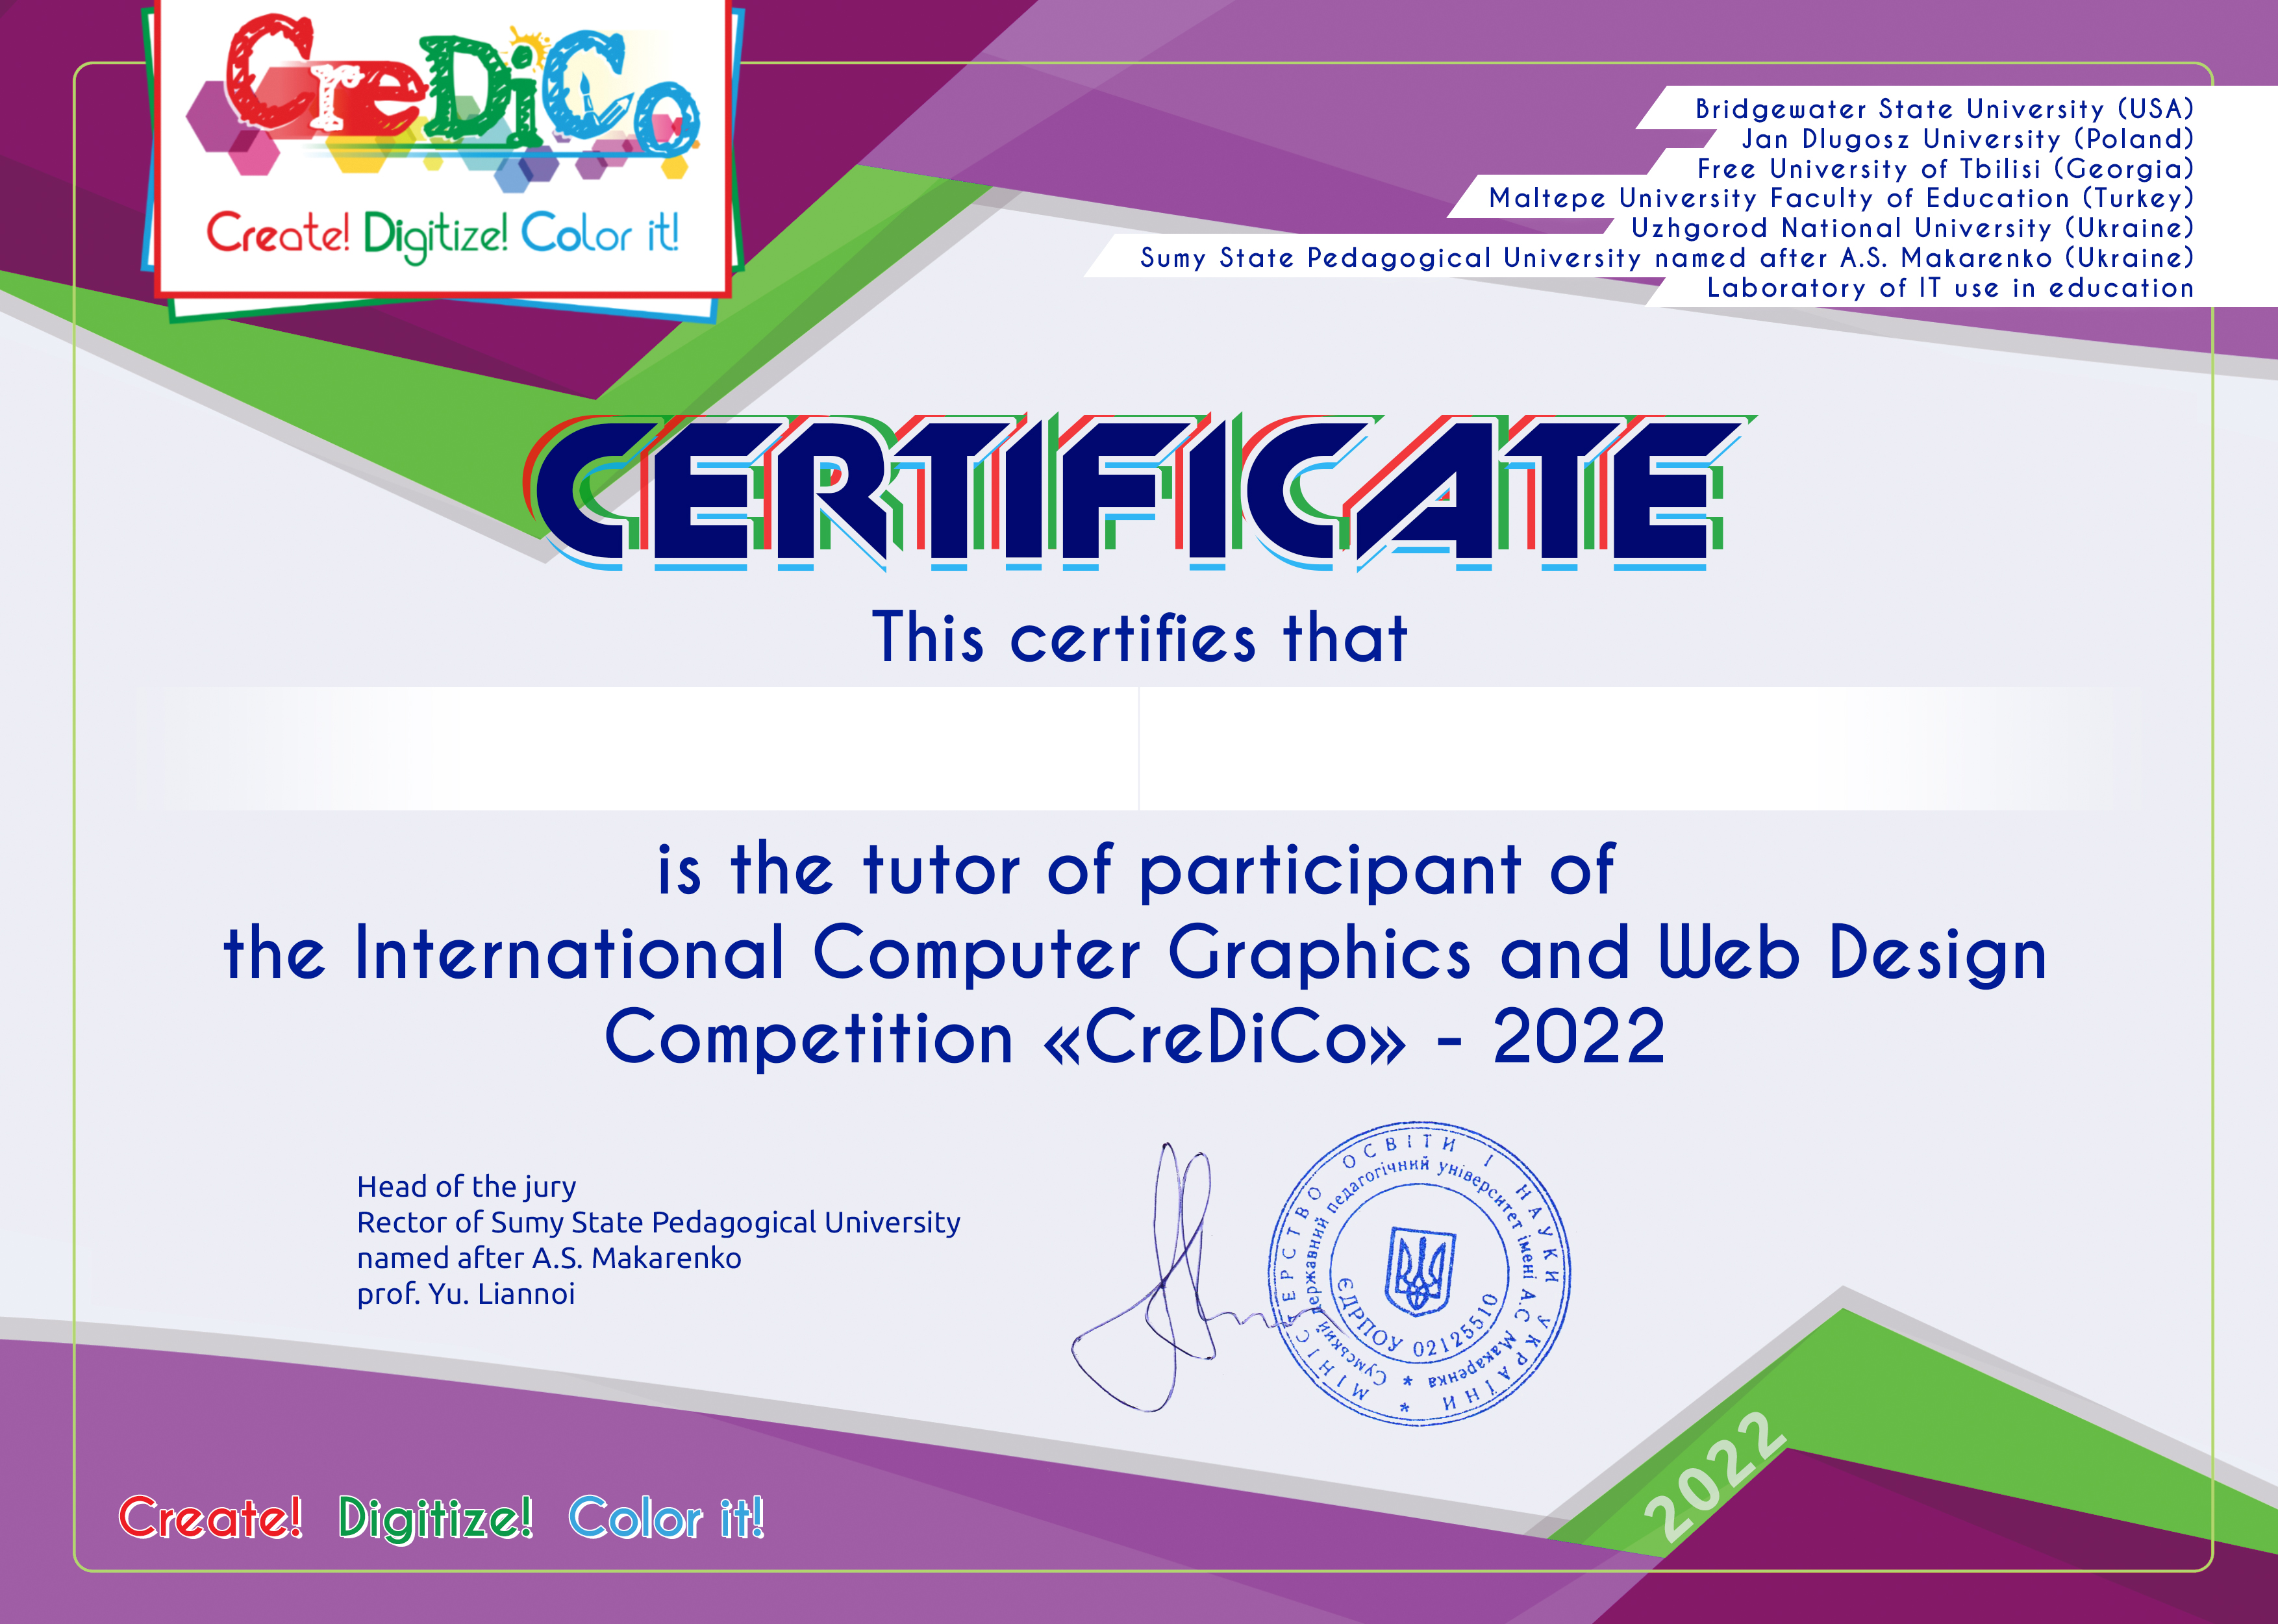 CreDiCo
Create! Digitize! Color it!
Bridgewater State University (USA)
Jan Dlugosz University (Poland)
Free University of Tbilisi (Georgia)
Maltepe University Faculty of Education (Turkey)
Uzhgorod National University (Ukraine)
Sumy State Pedagogical University named after A.S. Makarenko (Ukraine)
Laboratory of IT use in education
CERTIFICATE
This certifies that
is the tutor of participant of
the International Computer Graphics and Web Design
Competition «CreDiCo» - 2022
Head of the jury
Rector of Sumy State Pedagogical University
named after A.S. Makarenko
prof. Yu. Liannoi
МІНІСТЕРСТВО ОСВІТИ І НАУКИ УКРАЇНИ *
Сумський державний педагогічний університет імені А.С Макаренка *
ЄДРПОУ 02125510
2022
Create! Digitize! Color it!